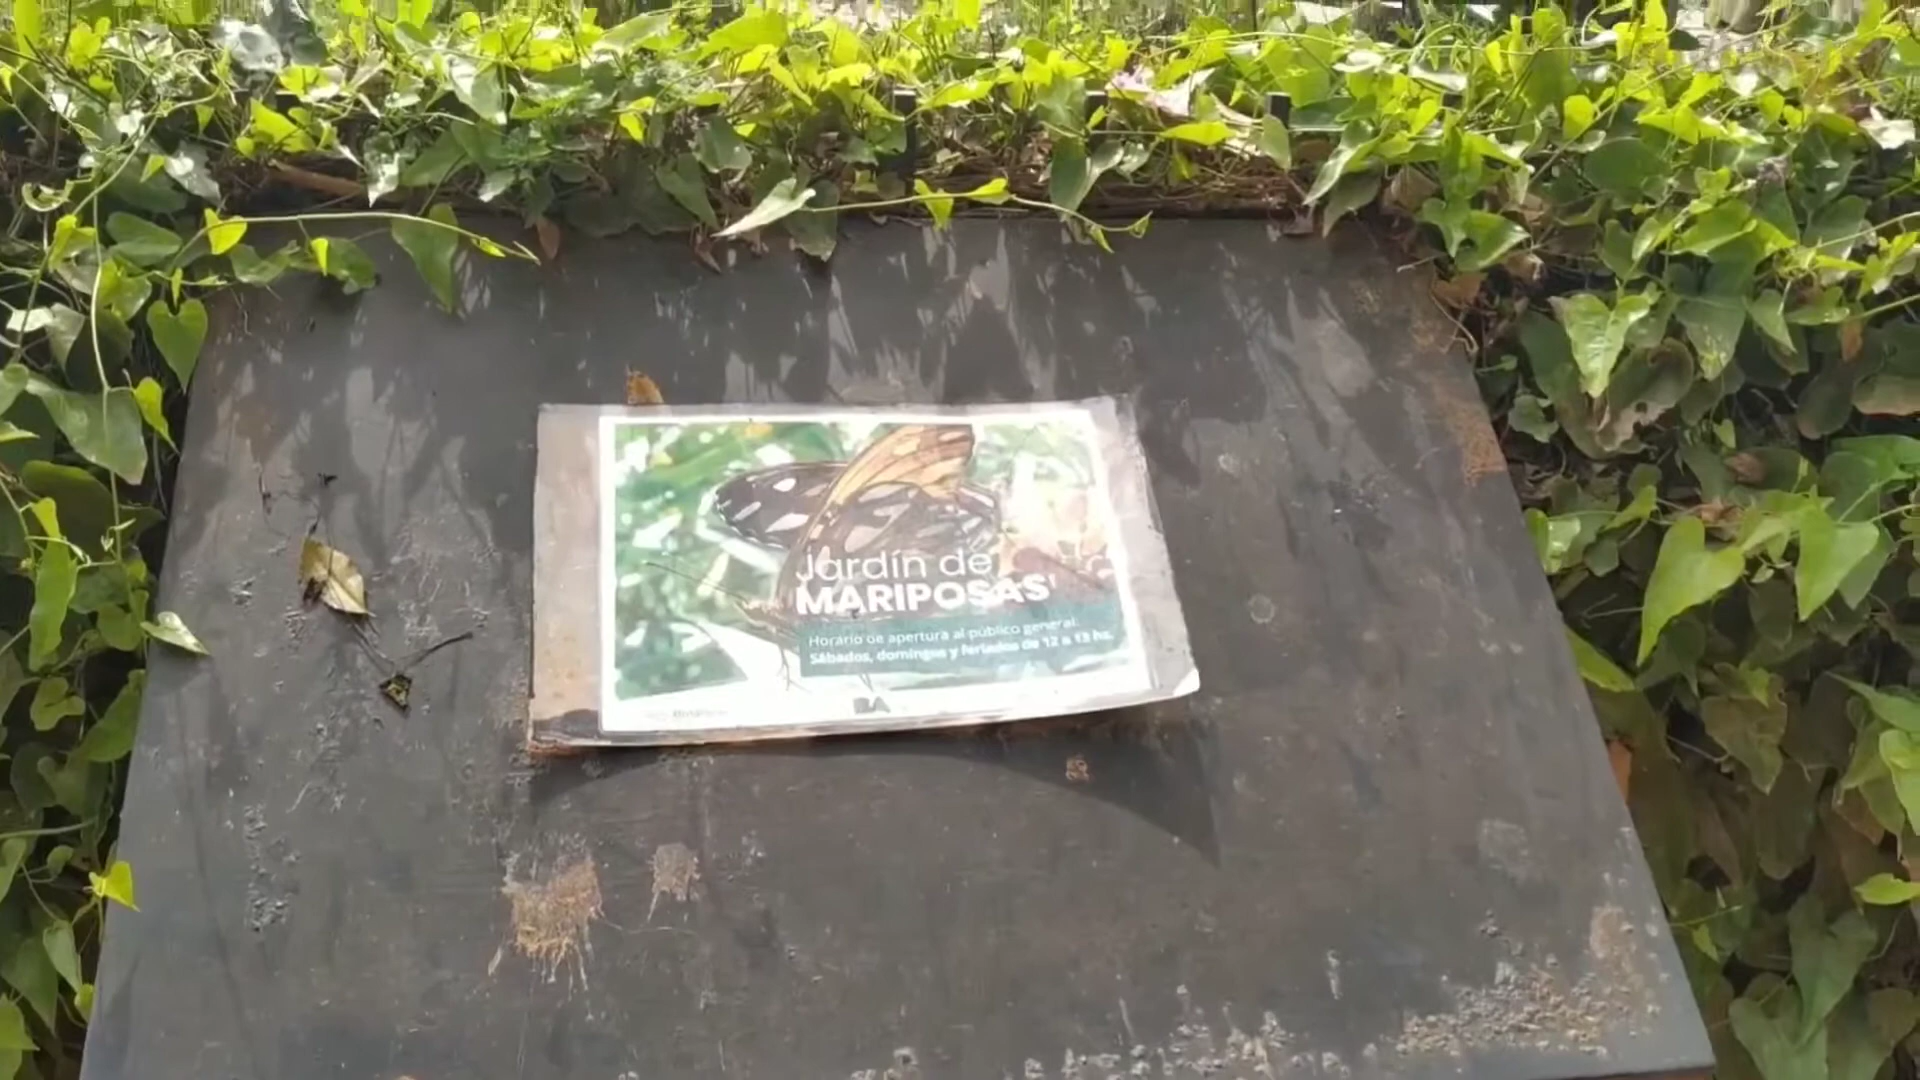 Jardín de
MARIPOSAS
Horario de apertura al público general:
Sábados, domingos y feriados de 12 a 13 hs.
BA